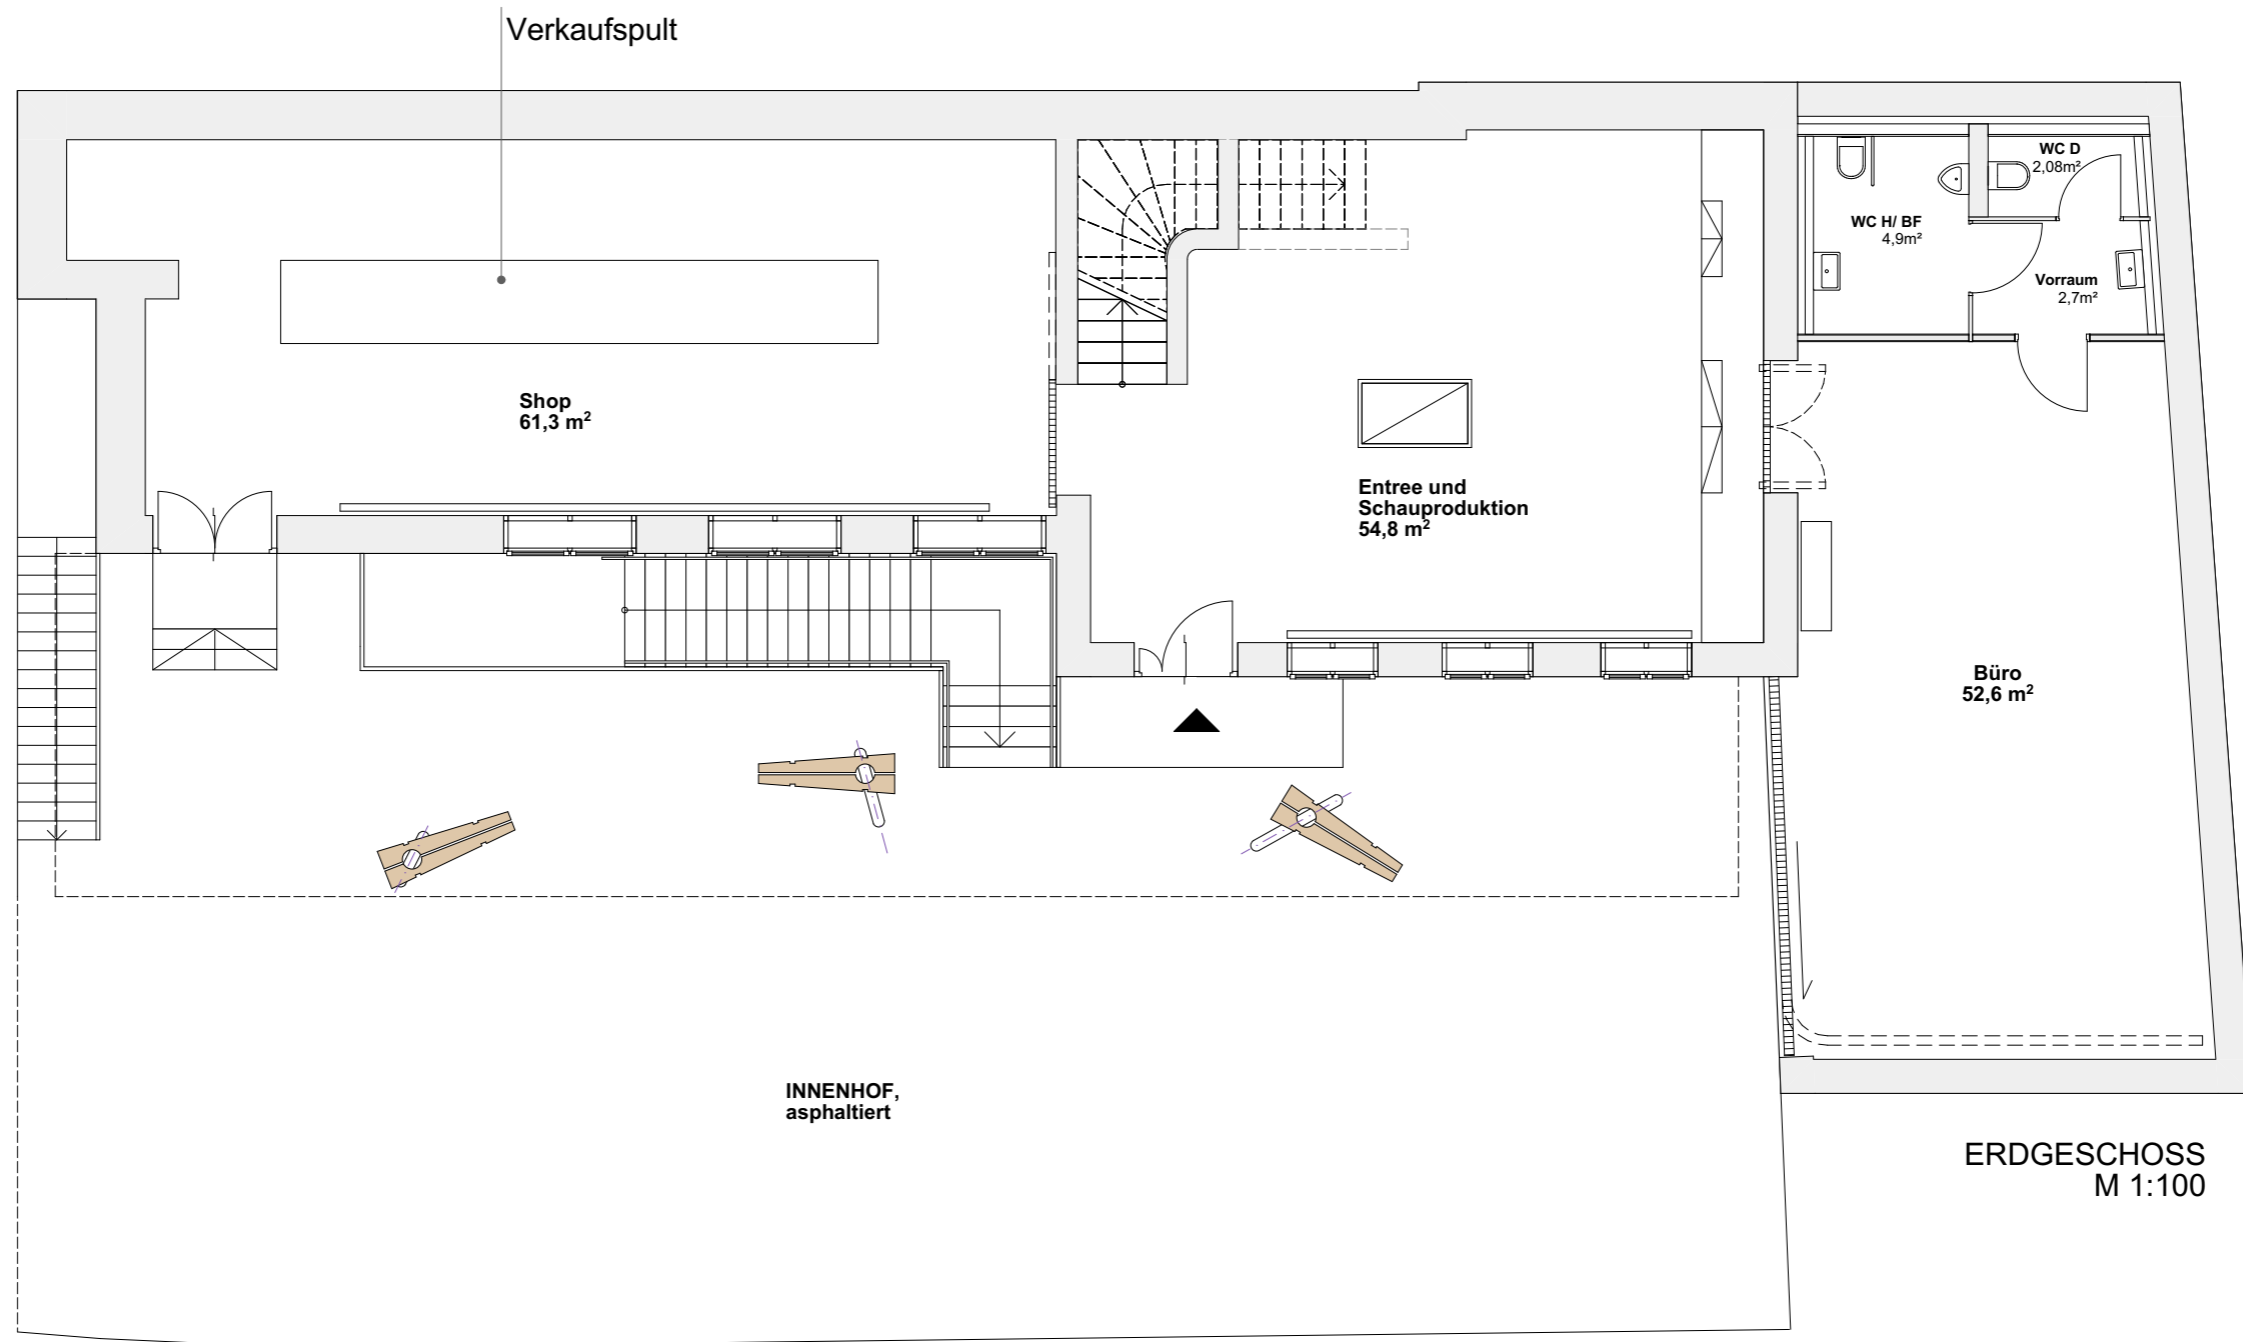 Verkaufspult
WC D
2,08m²
WC H/ BF
4,9m²
Vorraum
2,7m²
Shop
61,3 m²
Entree und
Schauproduktion
54,8 m²
Büro
52,6 m²
INNENHOF,
asphaltiert
ERDGESCHOSS
M 1:100